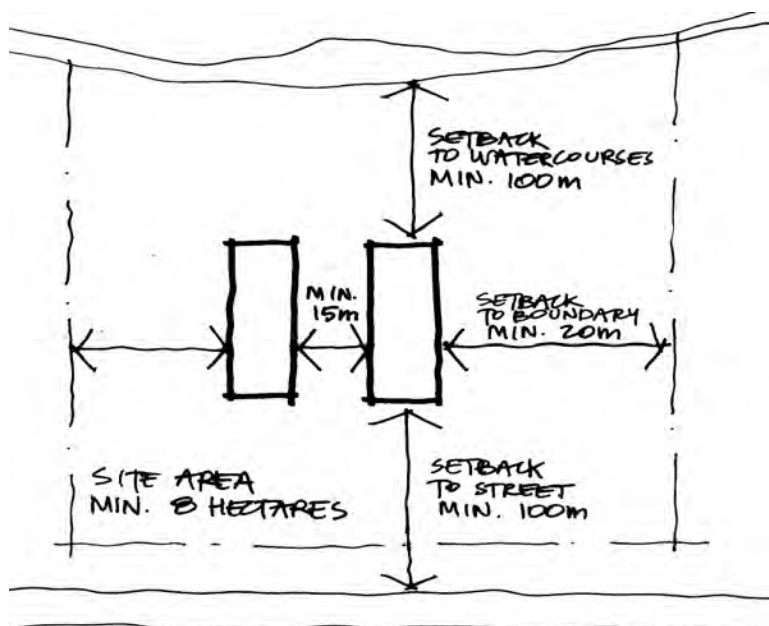 SETBACK
TO WATERCOURSES
MIN. 100m
MIN.
15m
SETBACK
TO BOUNDARY
MIN. 20m
SITE AREA
MIN. 8 HECTARES
SETBACK
TO STREET
MIN. 100m